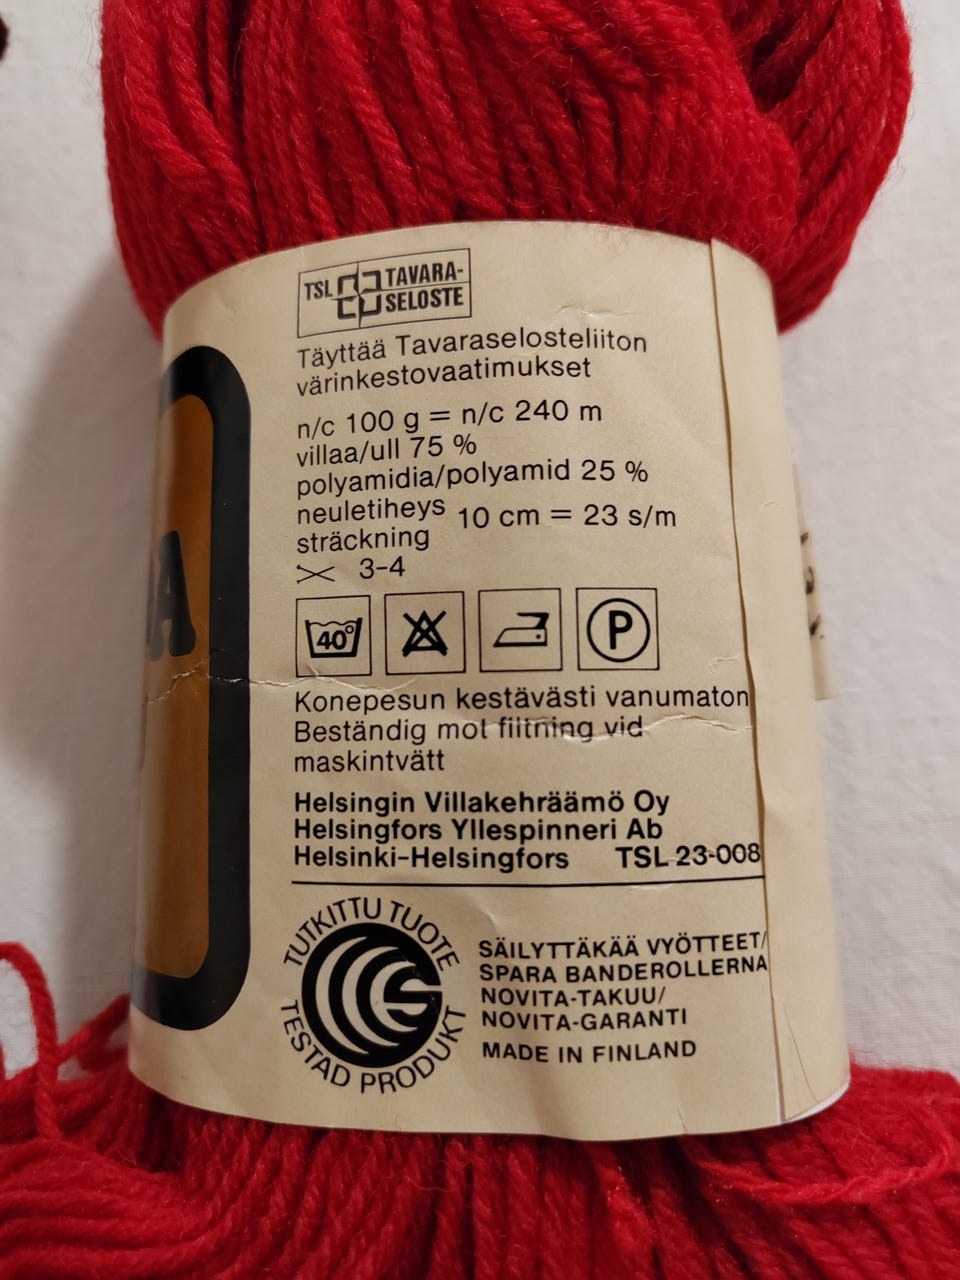 TSL TAVARA-
SELOSTE
Täyttää Tavaraselosteliiton
värinkestovaatimukset
n/c 100 g = n/c 240 m
villaa/ull 75 %
polyamidia/polyamid 25 %
neuletiheys
sträckning 10 cm = 23 s/m
3-4
40° P
Konepesun kestävästi vanumaton
Beständig mot filtning vid
maskintvätt
Helsingin Villakehräämö Oy
Helsingfors Yllespinneri Ab
Helsinki-Helsingfors TSL 23-008
TUTKITTU TUOTE
TESTAD PRODUKT
SÄILYTTÄKÄÄ VYÖTTEET/
SPARA BANDEROLLERNA
NOVITA-TAKUU/
NOVITA-GARANTI
MADE IN FINLAND
A